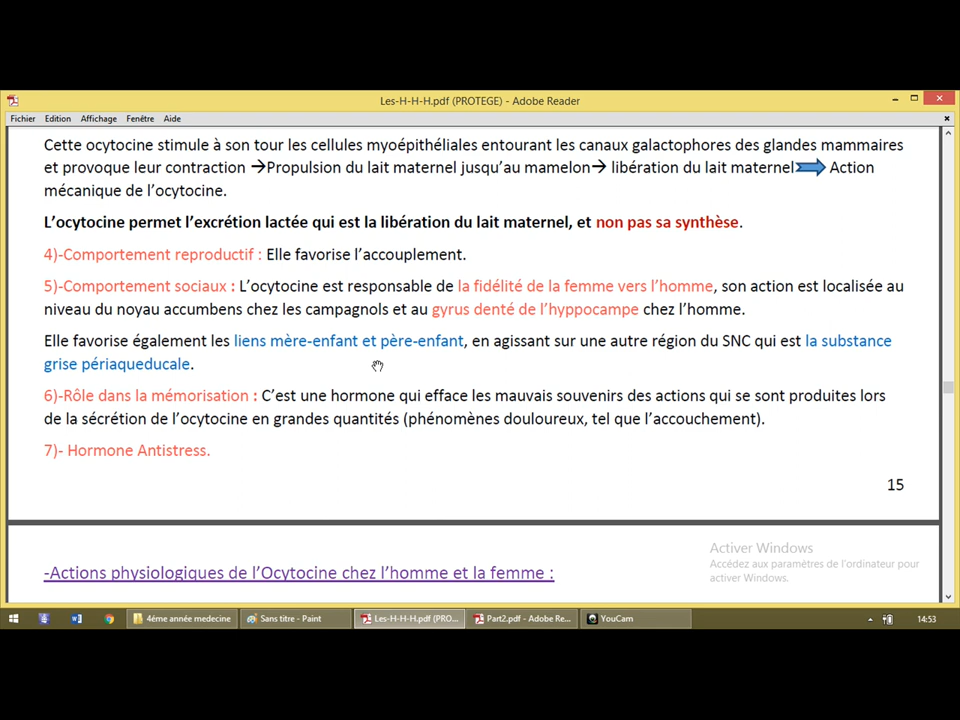 Les-H-H-H.pdf (PROTEGE) - Adobe Reader
Fichier Edition Affichage Fenêtre Aide
Cette ocytocine stimule à son tour les cellules myoépithéliales entourant les canaux galactophores des glandes mammaires
et provoque leur contraction →Propulsion du lait maternel jusqu'au mamelon→ libération du lait maternel Action
mécanique de l'ocytocine.
L'ocytocine permet l'excrétion lactée qui est la libération du lait maternel, et non pas sa synthèse.
4)-Comportement reproductif : Elle favorise l'accouplement.
5)-Comportement sociaux : L'ocytocine est responsable de la fidélité de la femme vers l'homme, son action est localisée au
niveau du noyau accumbens chez les campagnols et au gyrus denté de l'hyppocampe chez l'homme.
Elle favorise également les liens mère-enfant et père-enfant, en agissant sur une autre région du SNC qui est la substance
grise périaqueducale.
6)-Rôle dans la mémorisation : C'est une hormone qui efface les mauvais souvenirs des actions qui se sont produites lors
de la sécrétion de l'ocytocine en grandes quantités (phénomènes douloureux, tel que l'accouchement).
7)- Hormone Antistress.
15
-Actions physiologiques de l'Ocytocine chez l'homme et la femme :
Activer Windows
Accédez aux paramètres de l'ordinateur pour
activer Windows.
4éme année medecine Sans titre - Paint Les-H-H-H.pdf (PRO... Part2.pdf - Adobe Re... YouCam 14:53